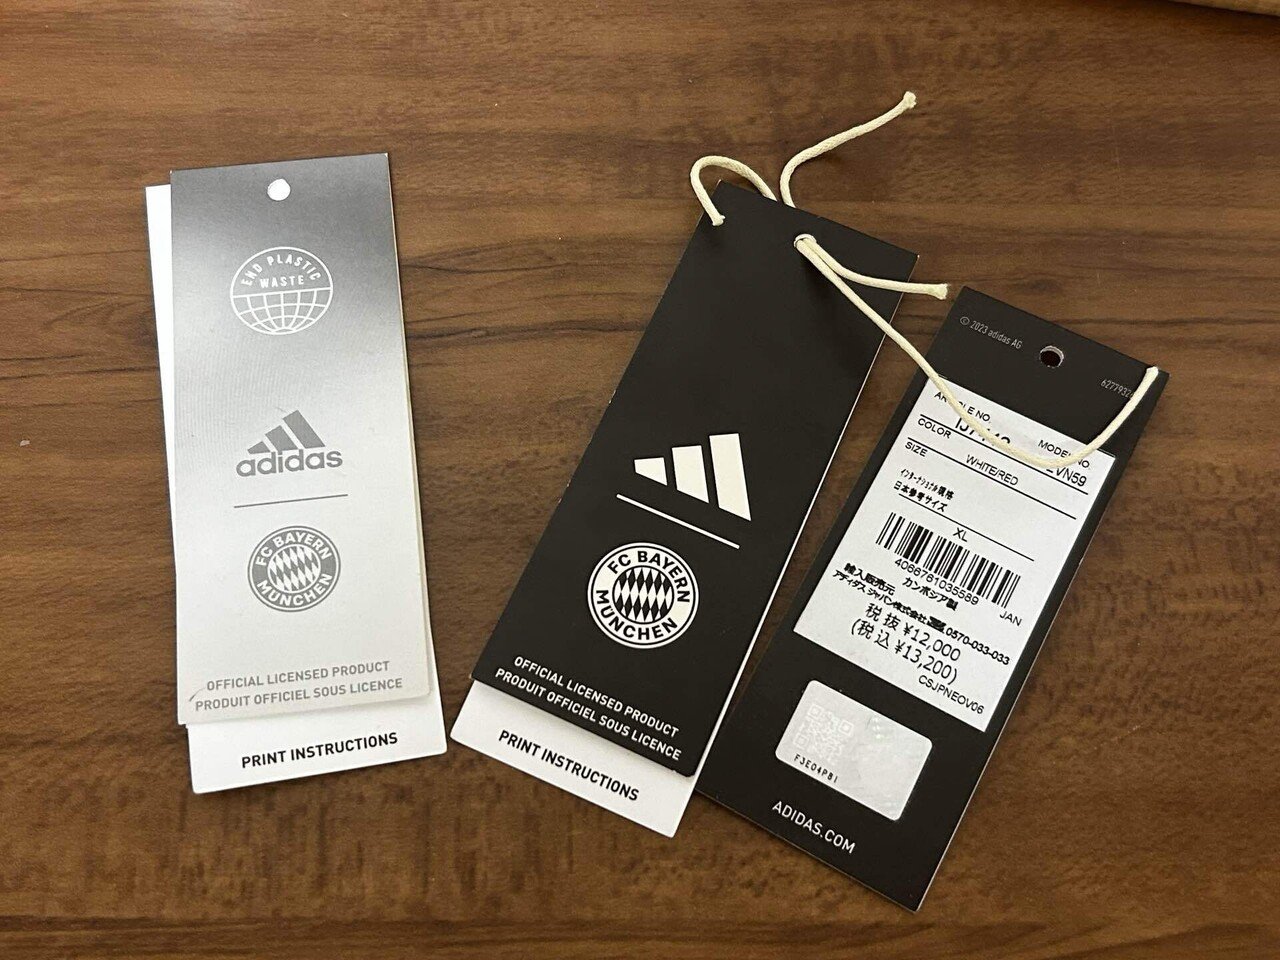 END PLASTIC
WASTE
adidas
FC BAYERN
MÜNCHEN
OFFICIAL LICENSED PRODUCT
PRODUIT OFFICIEL SOUS LICENCE
PRINT INSTRUCTIONS
FC BAYERN
MÜNCHEN
OFFICIAL LICENSED PRODUCT
PRODUIT OFFICIEL SOUS LICENCE
PRINT INSTRUCTIONS
© 2023 adidas AG
NO.
MODEL NO.
COLOR
WHITE/RED
VN59
SIZE
インターナショナル規格
日本参考サイズ
XL
4066761035589
JAN
カンボジア製
輸入販売元
アディダス ジャパン株式会社
0570-033-033
税 抜 ¥12,000
(税 込 ¥13,200)
CSJPNEOV06
FJE04PBI
ADIDAS.COM